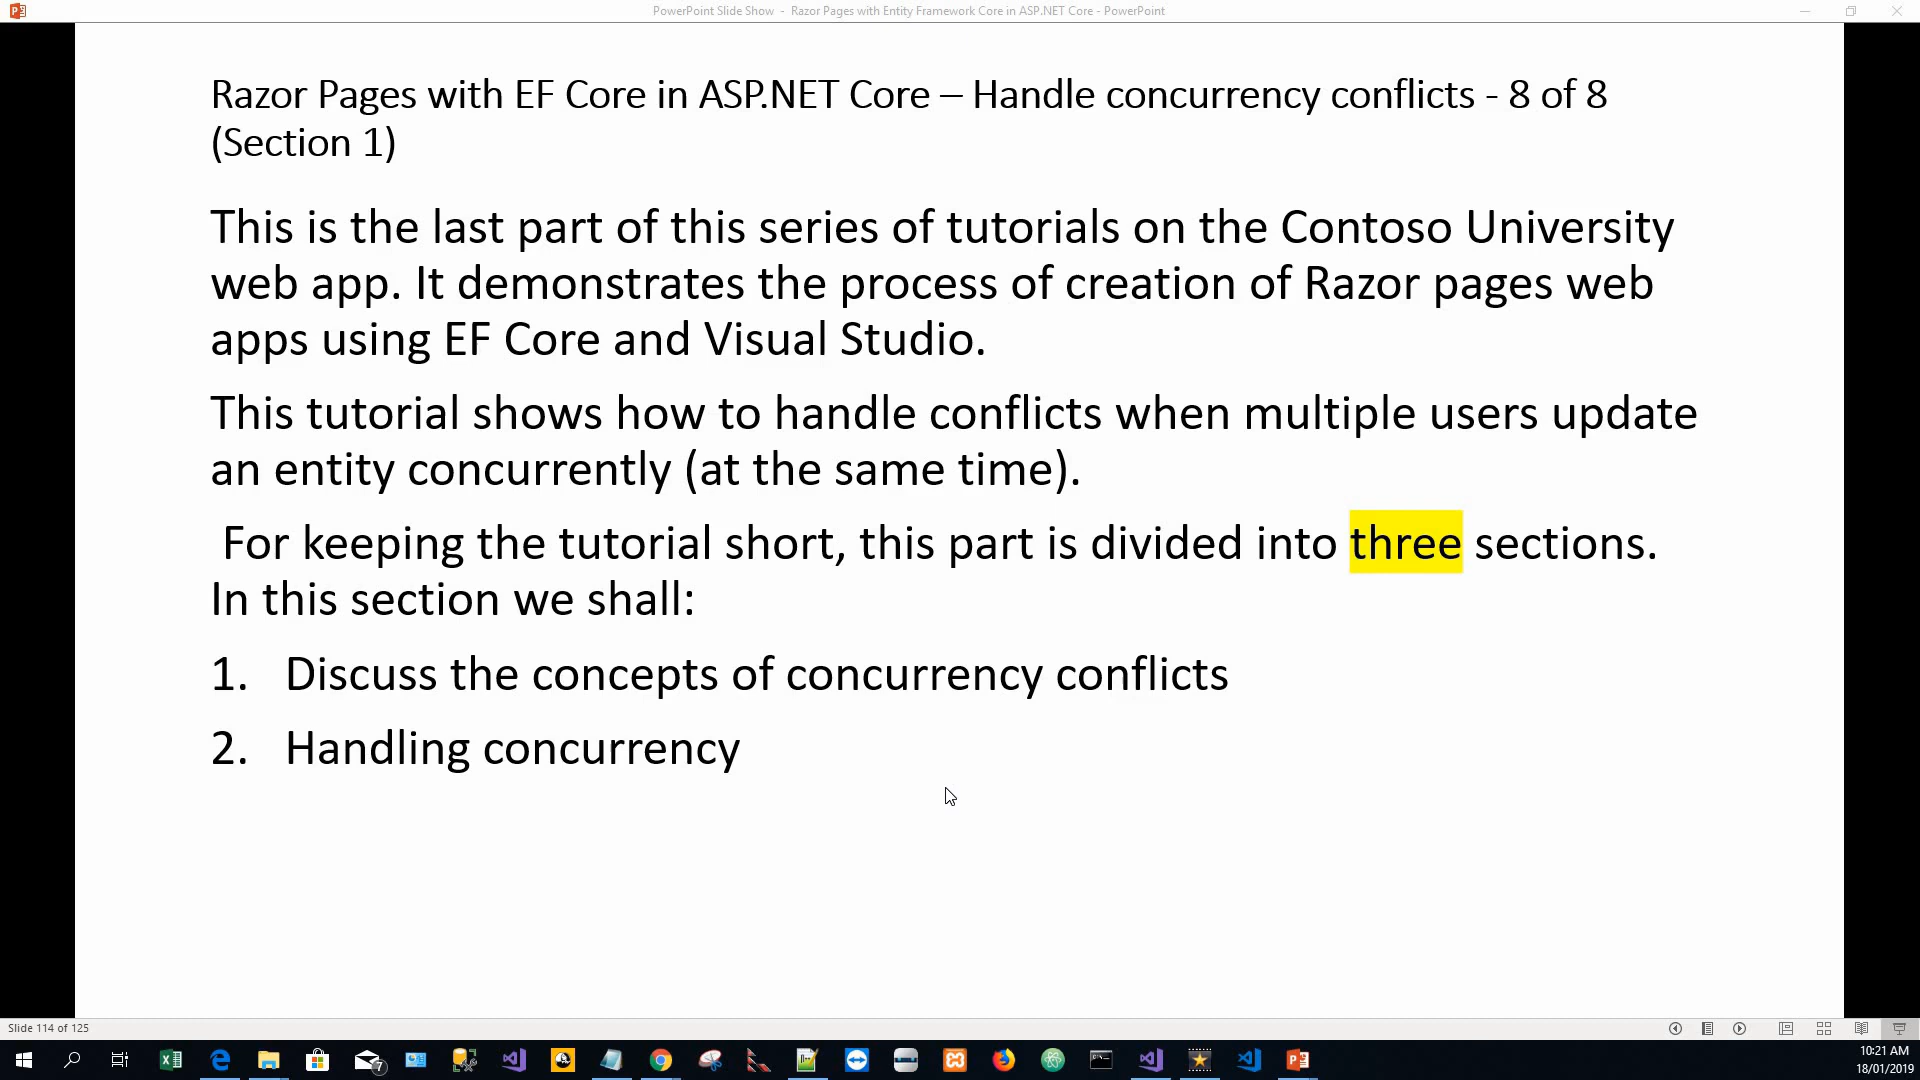 PowerPoint Slide Show - Razor Pages with Entity Framework Core in ASP.NET Core - PowerPoint
Razor Pages with EF Core in ASP.NET Core – Handle concurrency conflicts - 8 of 8
(Section 1)
This is the last part of this series of tutorials on the Contoso University
web app. It demonstrates the process of creation of Razor pages web
apps using EF Core and Visual Studio.
This tutorial shows how to handle conflicts when multiple users update
an entity concurrently (at the same time).
For keeping the tutorial short, this part is divided into three sections.
In this section we shall:
1. Discuss the concepts of concurrency conflicts
2. Handling concurrency
Slide 114 of 125
7
10:21 AM
18/01/2019